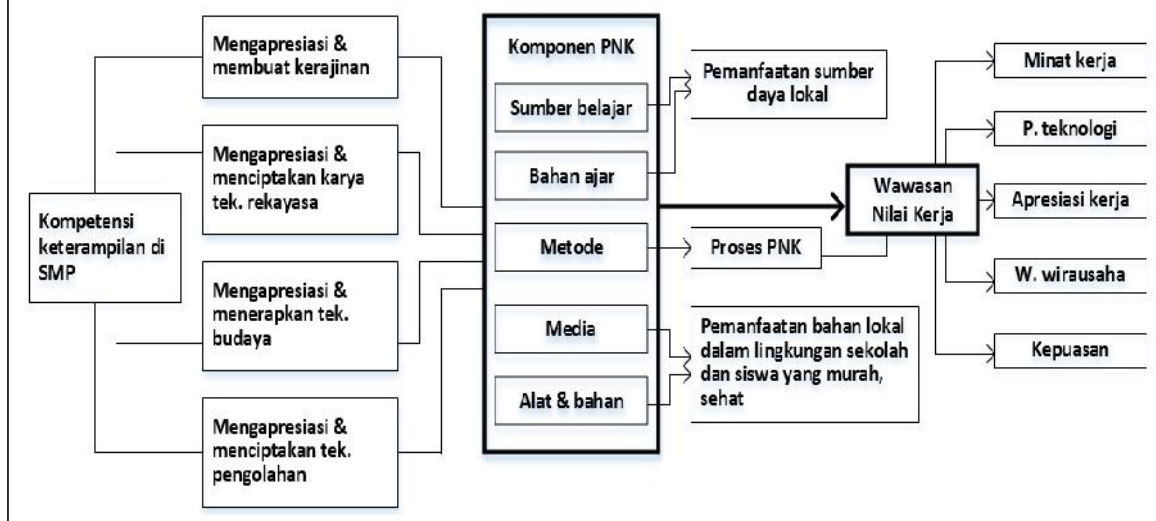 Kompetensi
keterampilan di
SMP
Mengapresiasi &
membuat kerajinan
Mengapresiasi &
menciptakan karya
tek. rekayasa
Mengapresiasi &
menerapkan tek.
budaya
Mengapresiasi &
menciptakan tek.
pengolahan
Komponen PNK
Sumber belajar
Bahan ajar
Metode
Media
Alat & bahan
Pemanfaatan sumber
daya lokal
Proses PNK
Pemanfaatan bahan lokal
dalam lingkungan sekolah
dan siswa yang murah,
sehat
Wawasan
Nilai Kerja
Minat kerja
P. teknologi
Apresiasi kerja
W. wirausaha
Kepuasan